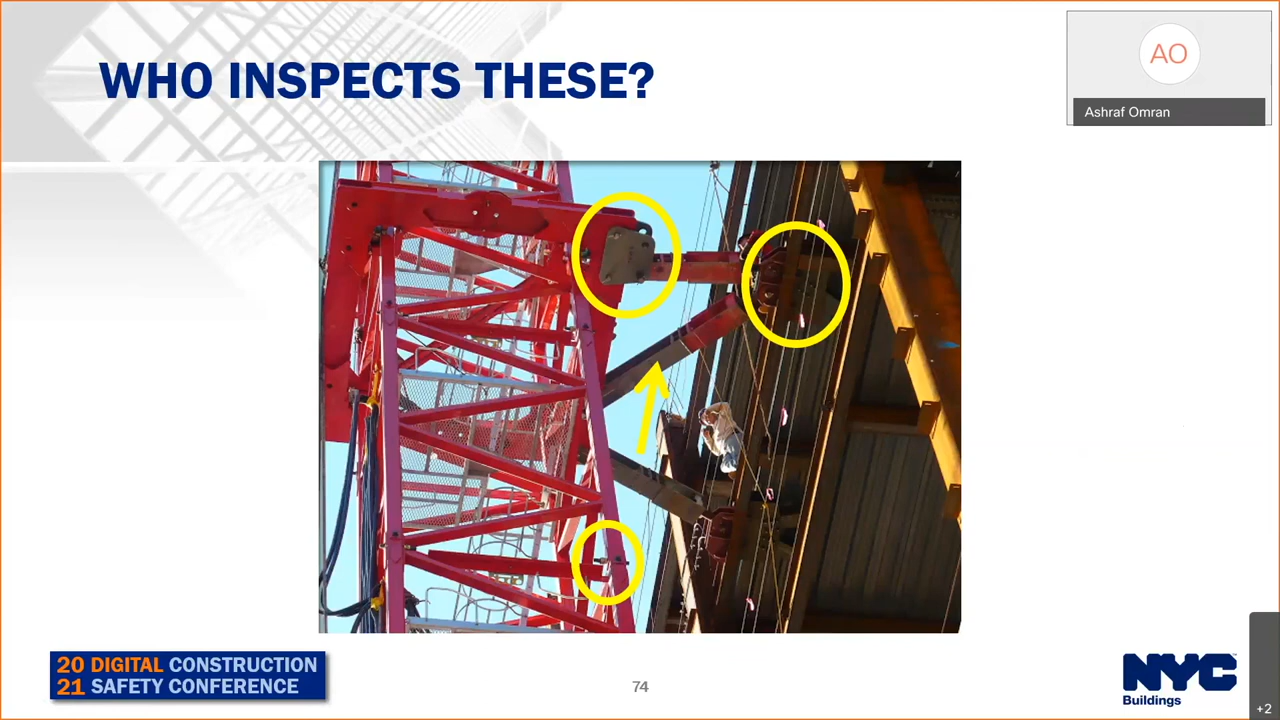 WHO INSPECTS THESE?
AO
Ashraf Omran
20 DIGITAL CONSTRUCTION
21 SAFETY CONFERENCE
74
NYC
Buildings
+2